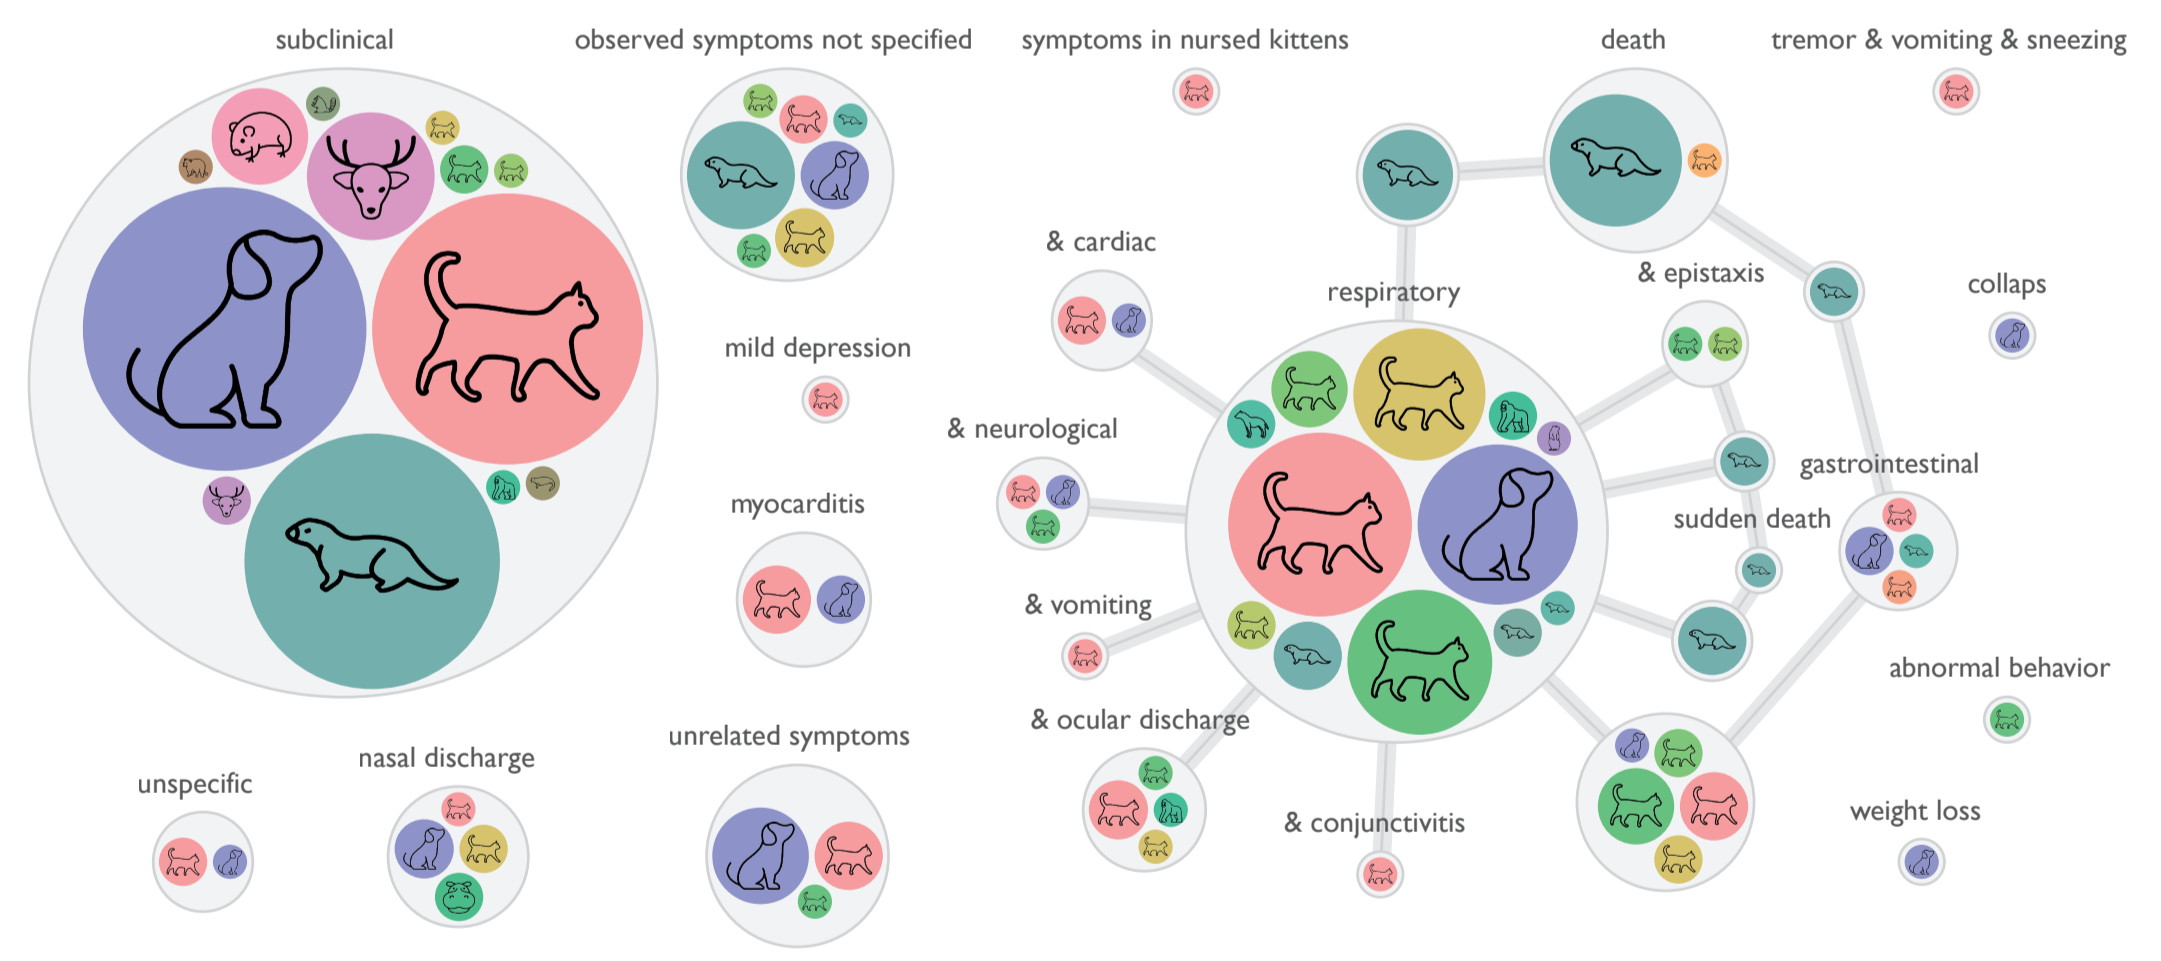 subclinical
observed symptoms not specified
symptoms in nursed kittens
death
tremor & vomiting & sneezing
& cardiac
respiratory
& epistaxis
collaps
mild depression
& neurological
gastrointestinal
myocarditis
sudden death
& vomiting
abnormal behavior
& ocular discharge
unrelated symptoms
nasal discharge
unspecific
& conjunctivitis
weight loss